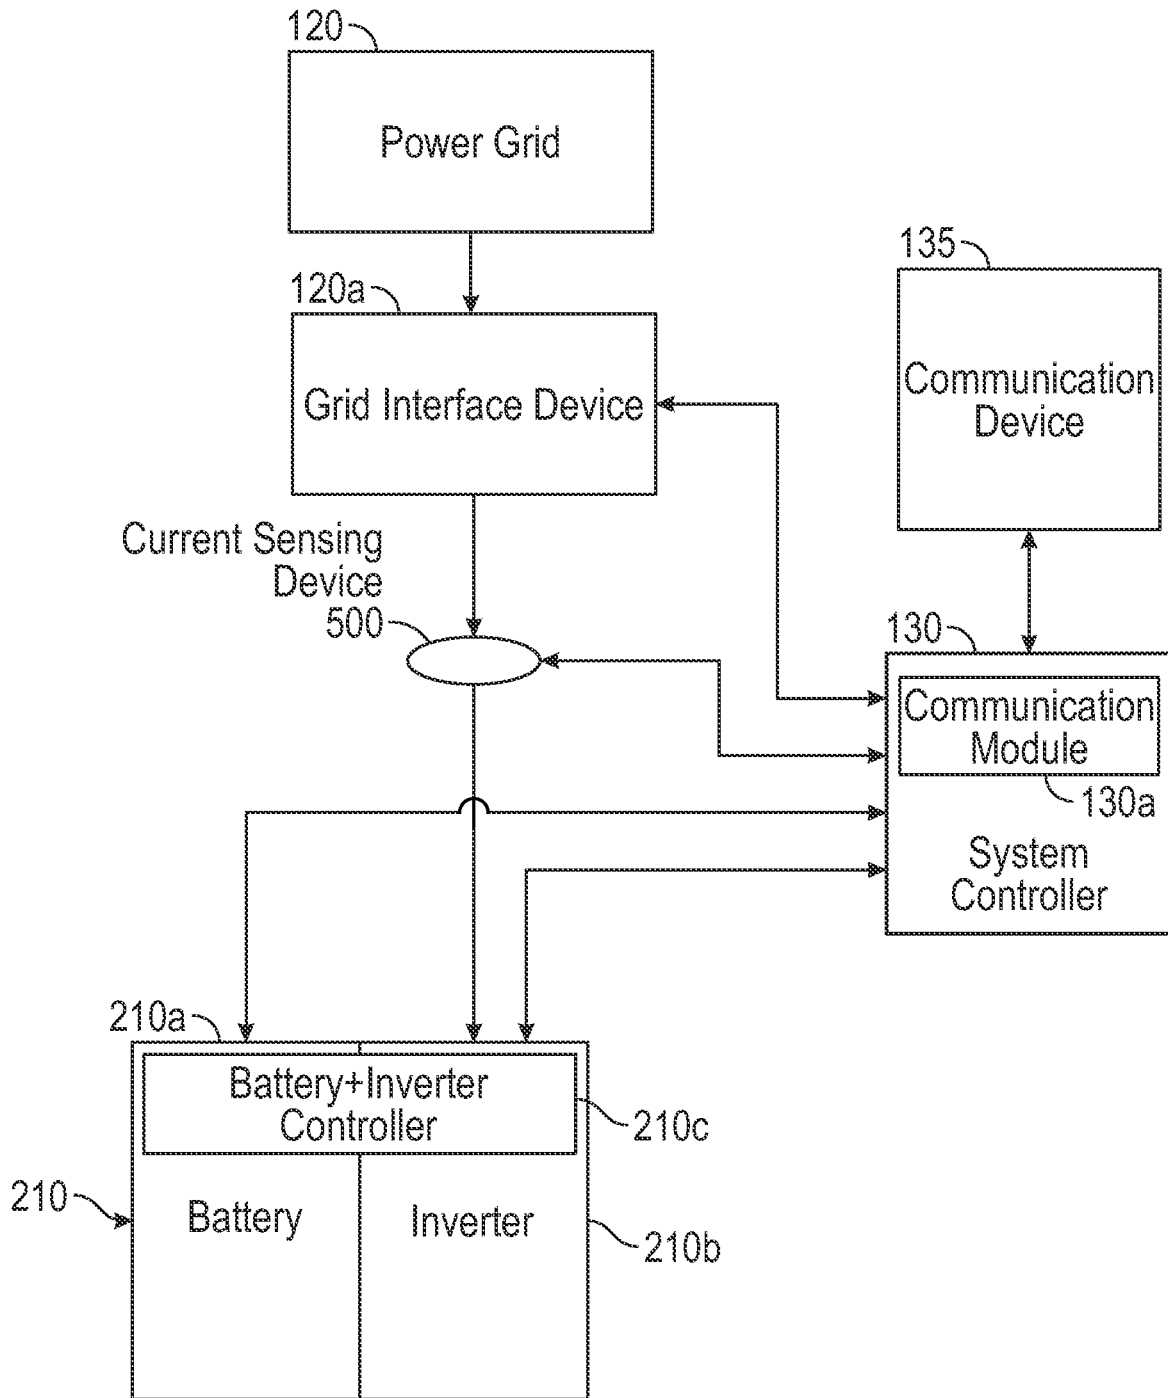 120
Power Grid
120a
Grid Interface Device
135
Communication
Device
Current Sensing
Device
500
130
Communication
Module
130a
System
Controller
210a
Battery+Inverter
Controller
210c
210
Battery
Inverter
210b